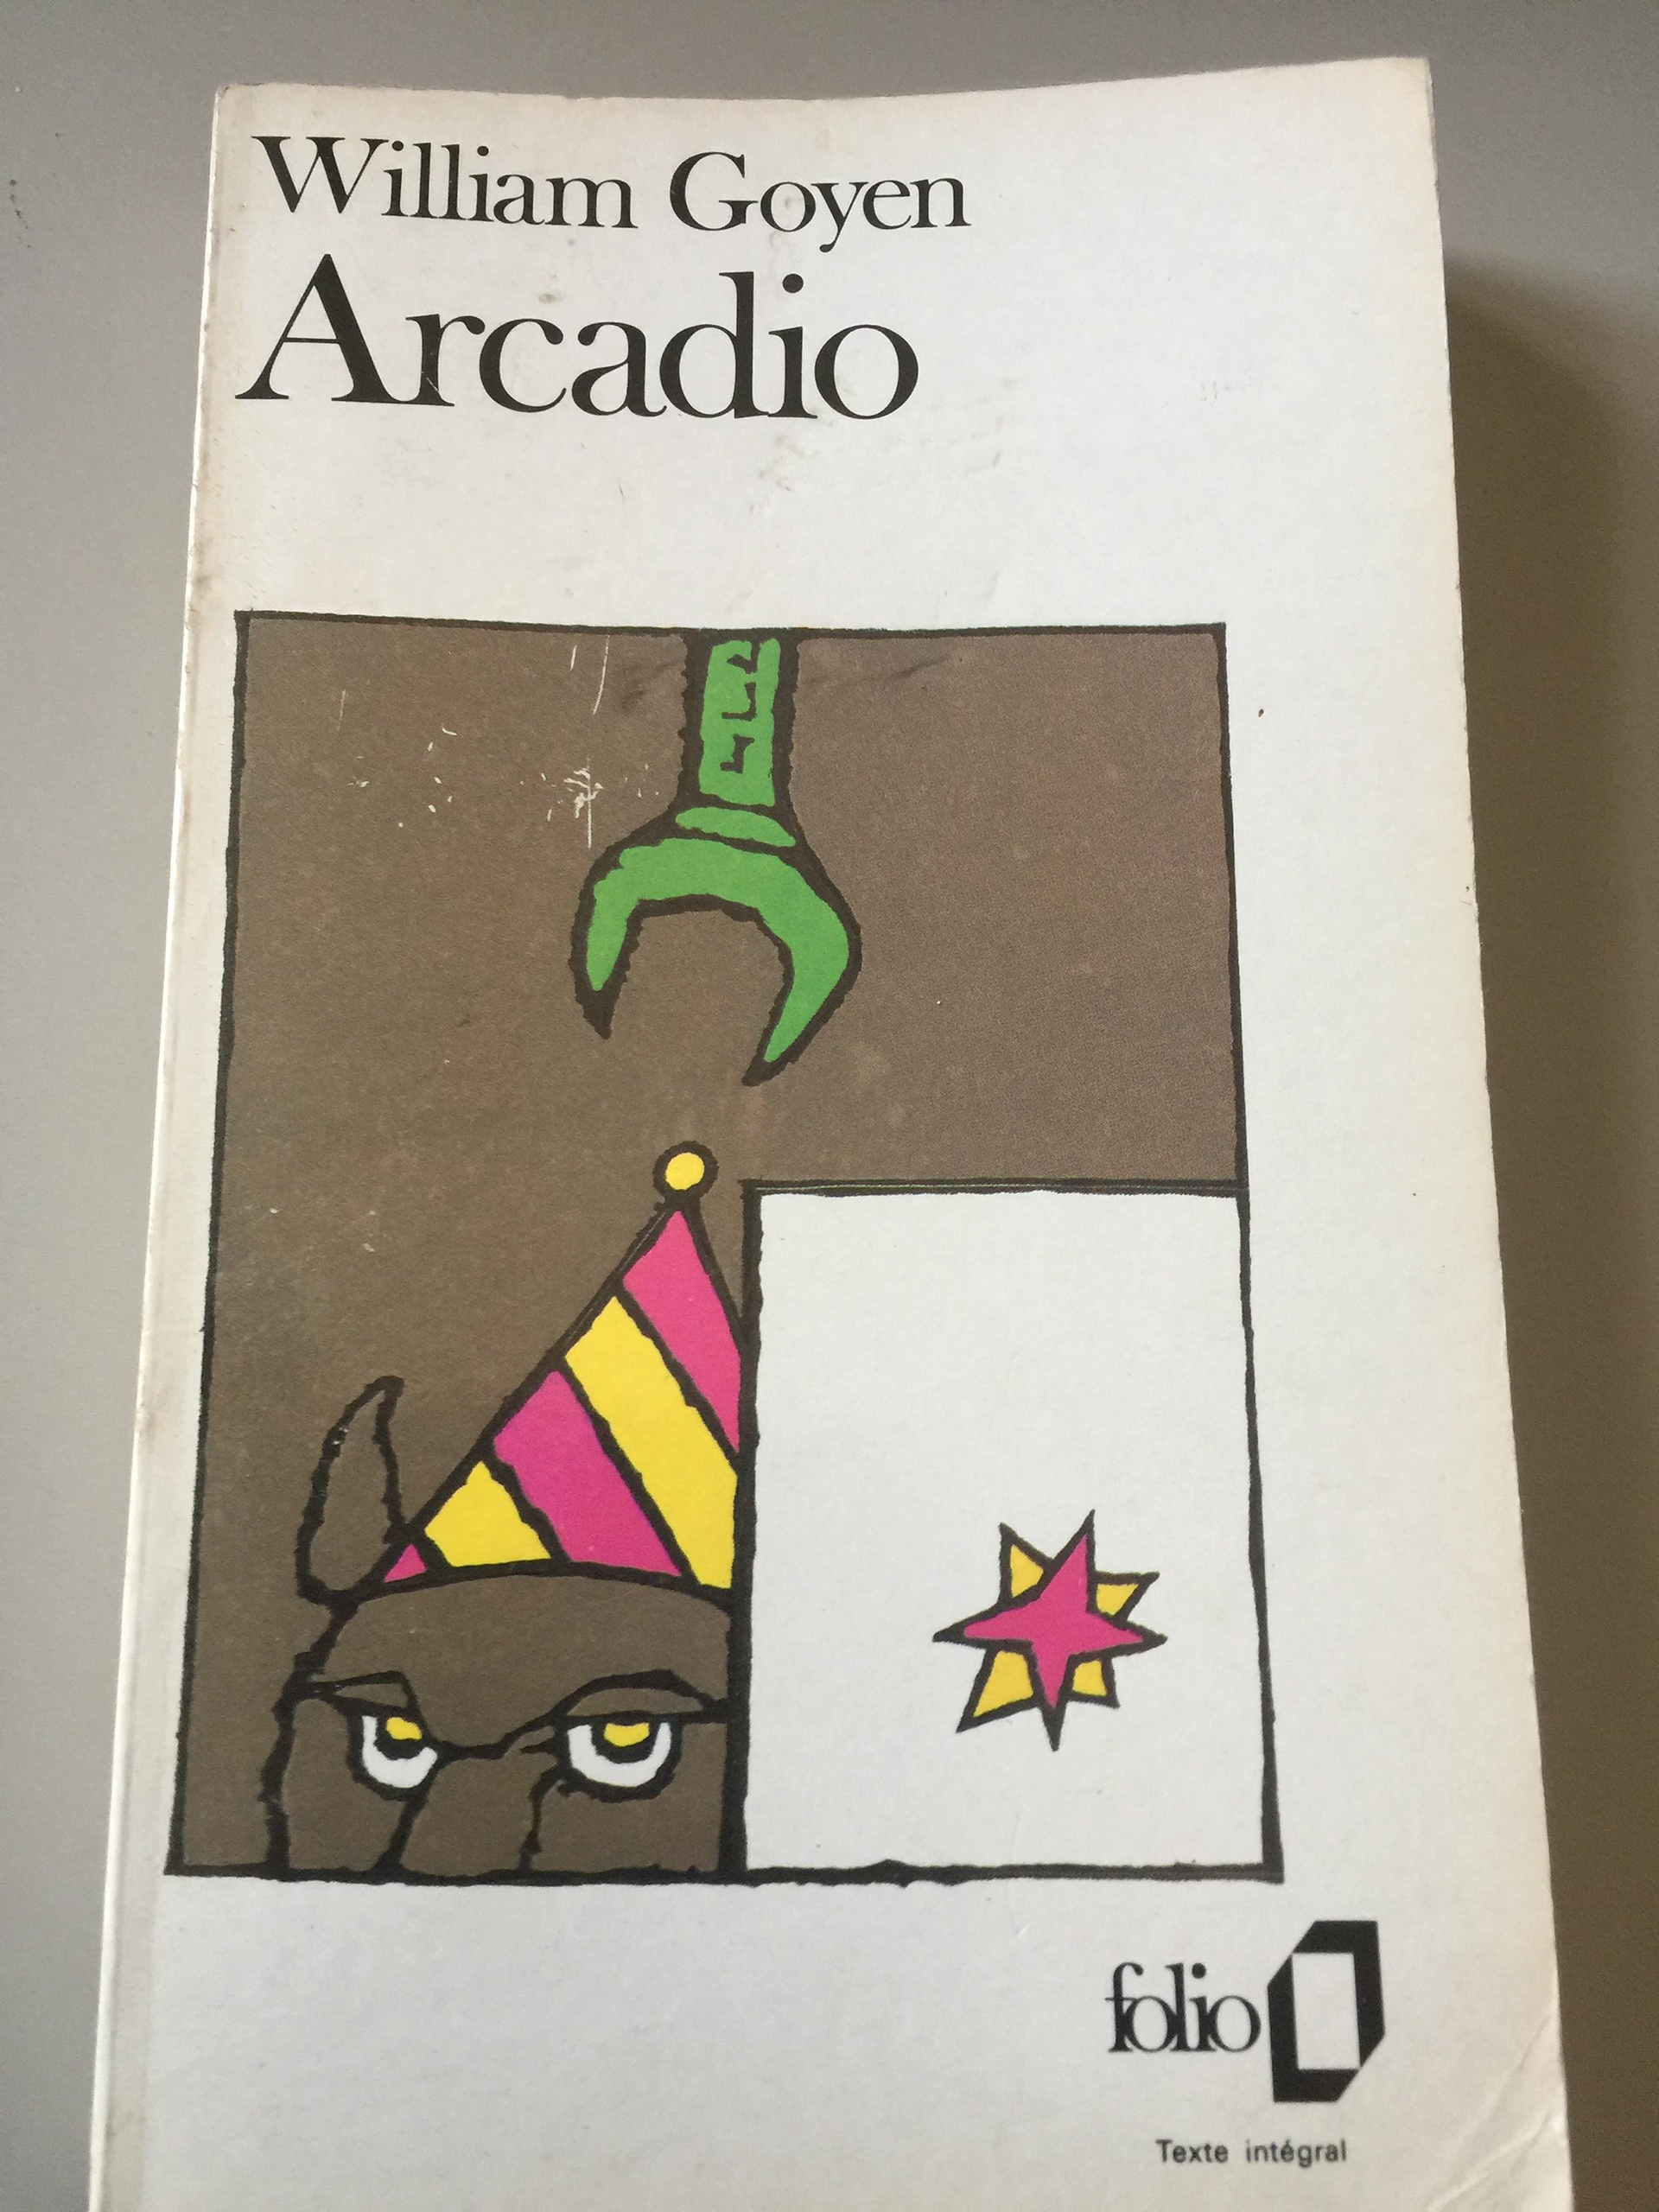 William Goyen
Arcadio
folio
Texte intégral